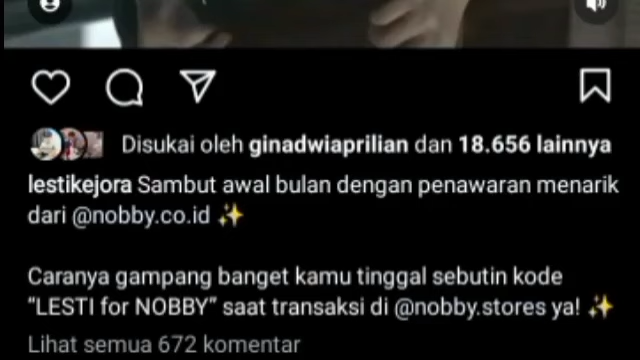 Disukai oleh ginadwiaprilian dan 18.656 lainnya
lestikejora Sambut awal bulan dengan penawaran menarik
dari @nobby.co.id ✨
Caranya gampang banget kamu tinggal sebutin kode
“LESTI for NOBBY” saat transaksi di @nobby.stores ya! ✨
Lihat semua 672 komentar